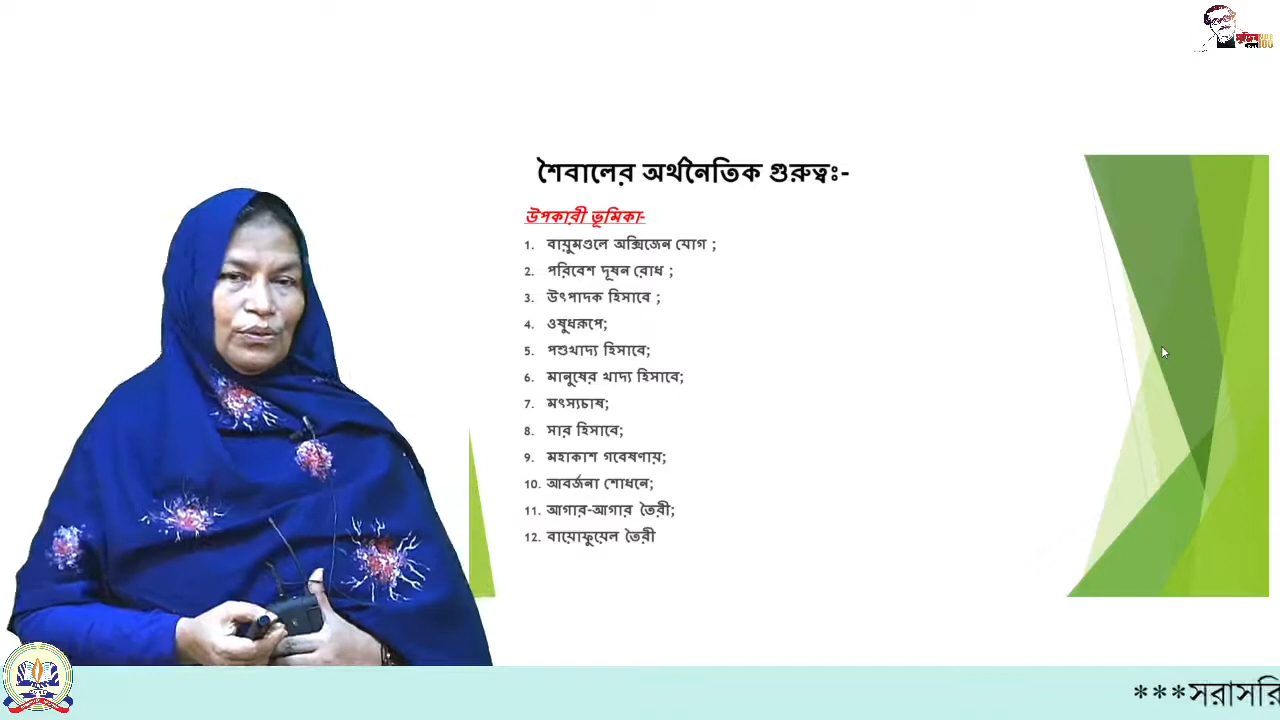 শৈবালের অর্থনৈতিক গুরুত্বঃ-
উপকারী ভূমিকা-
1. বায়ুমণ্ডলে অক্সিজেন যোগ ;
2. পরিবেশ দূষন রোধ ;
3. উৎপাদক হিসাবে ;
4. ওষুধরূপে;
5. পশুখাদ্য হিসাবে;
6. মানুষের খাদ্য হিসাবে;
7. মৎস্যচাষ;
8. সার হিসাবে;
9. মহাকাশ গবেষণায়;
10. আবর্জনা শোধনে;
11. আগার-আগার তৈরী;
12. বায়োফুয়েল তৈরী
***সরাসরি